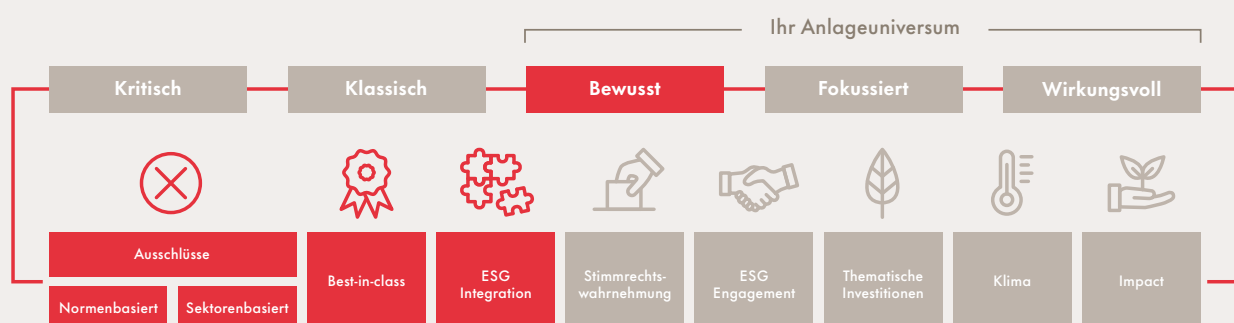 Ihr Anlageuniversum
Kritisch
Klassisch
Bewusst
Fokussiert
Wirkungsvoll
Ausschlüsse
Normenbasiert
Sektorenbasiert
Best-in-class
ESG
Integration
Stimmrechts-
wahrnehmung
ESG
Engagement
Thematische
Investitionen
Klima
Impact